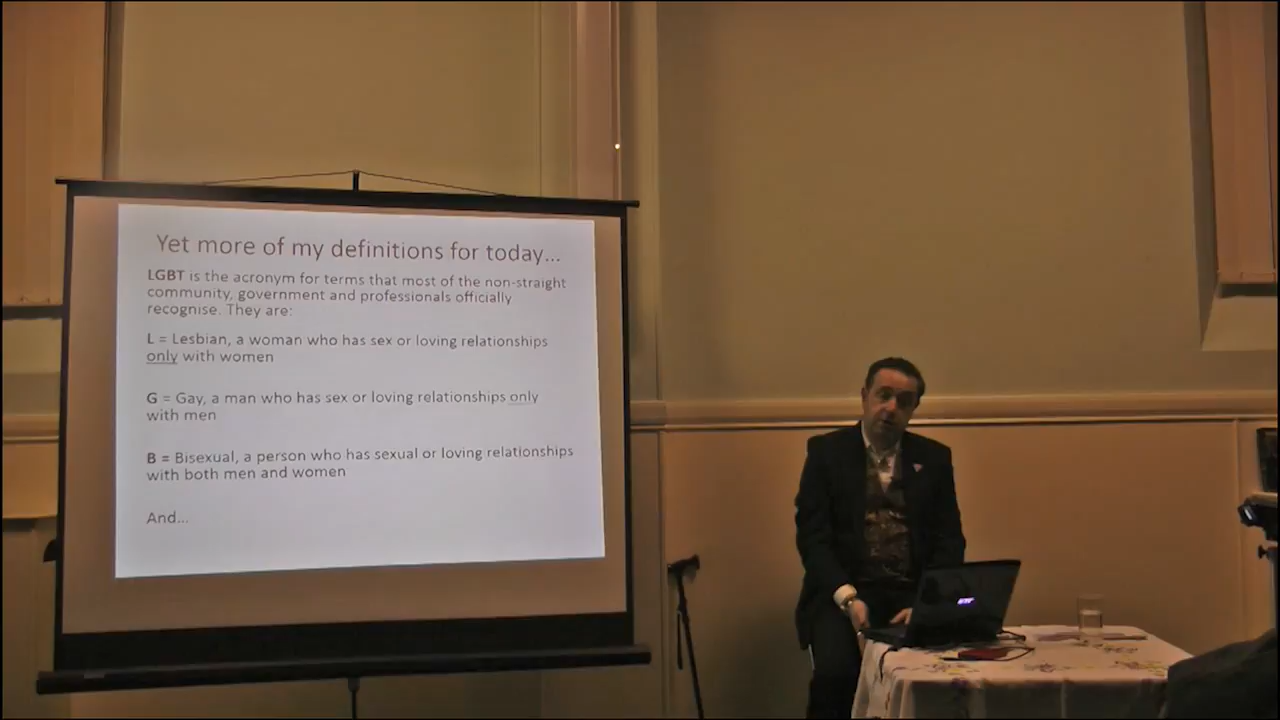 Yet more of my definitions for today...
LGBT is the acronym for terms that most of the non-straight
community, government and professionals officially
recognise. They are:
L = Lesbian, a woman who has sex or loving relationships
only with women
G = Gay, a man who has sex or loving relationships only
with men
B = Bisexual, a person who has sexual or loving relationships
with both men and women
And...